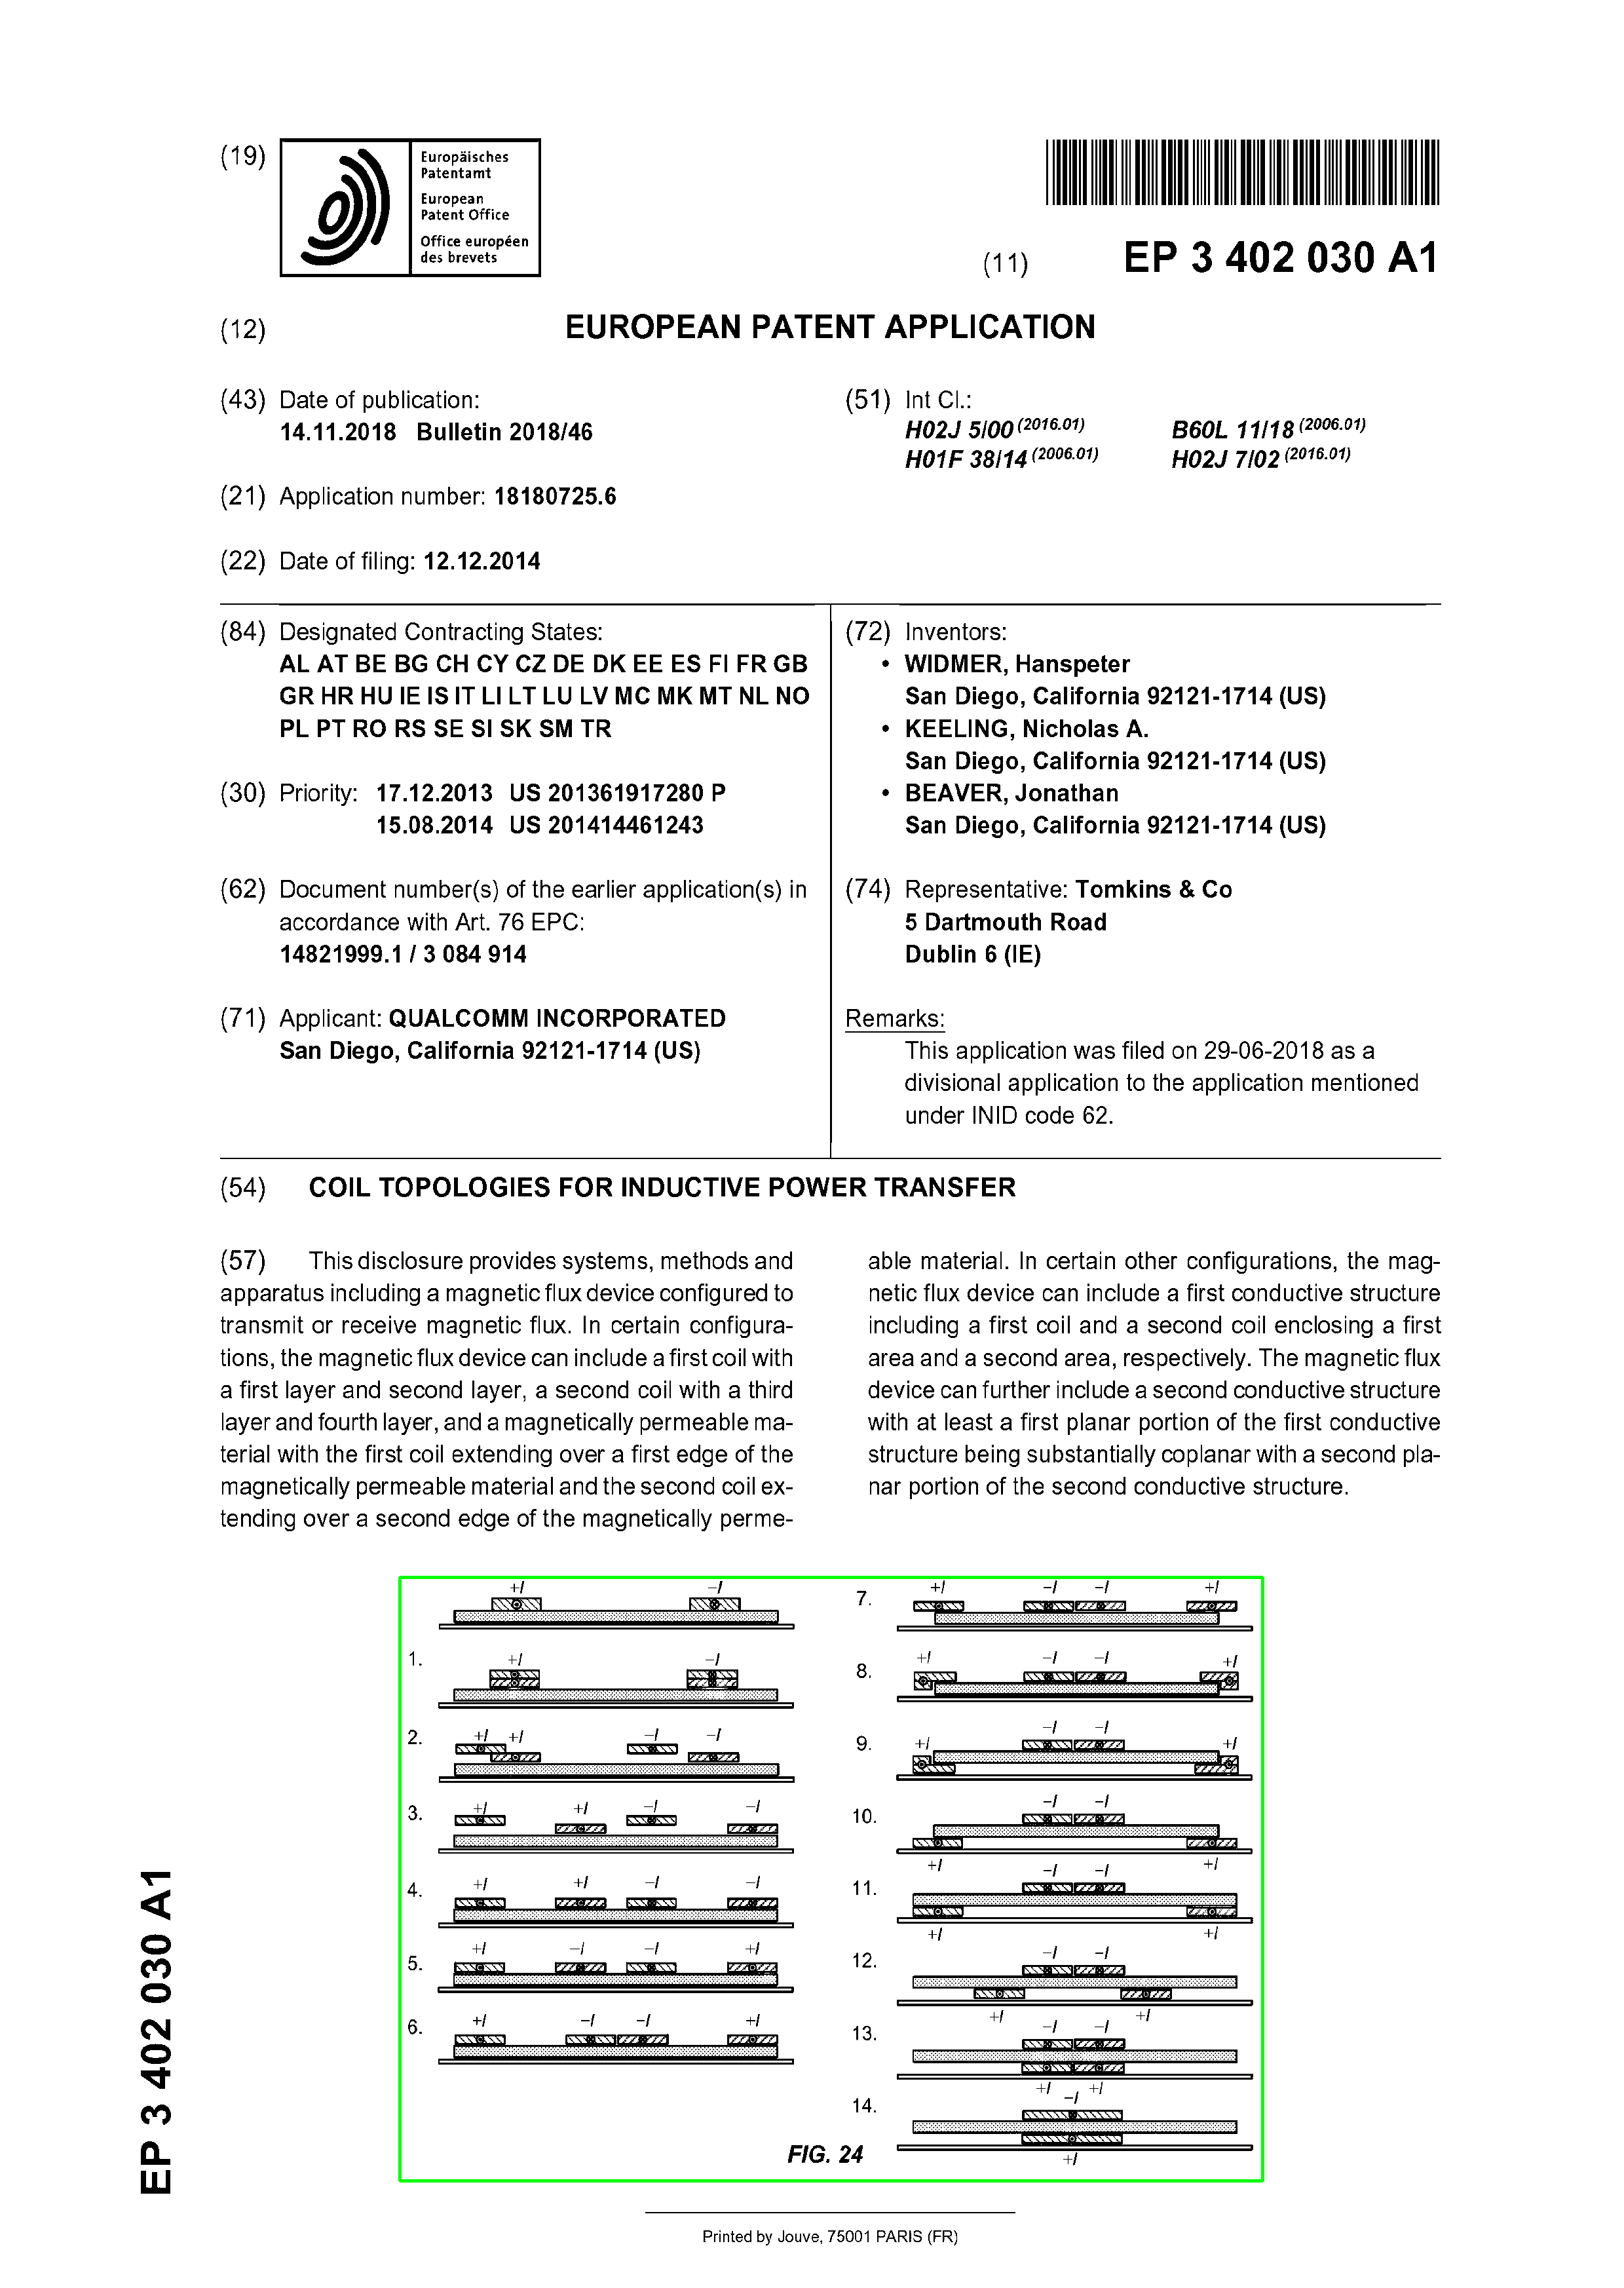 (19)
Europäisches
Patentamt
European
Patent Office
Office européen
des brevets
(11) EP 3 402 030 A1
(12) EUROPEAN PATENT APPLICATION
(43) Date of publication:
14.11.2018 Bulletin 2018/46
(21) Application number: 18180725.6
(22) Date of filing: 12.12.2014
(51) Int Cl.:
H02J 5/00 (2016.01) B60L 11/18 (2006.01)
H01F 38/14 (2006.01) H02J 7/02 (2016.01)
(84) Designated Contracting States:
AL AT BE BG CH CY CZ DE DK EE ES FI FR GB
GR HR HU IE IS IT LI LT LU LV MC MK MT NL NO
PL PT RO RS SE SI SK SM TR
(30) Priority: 17.12.2013 US 201361917280 P
15.08.2014 US 201414461243
(62) Document number(s) of the earlier application(s) in
accordance with Art. 76 EPC:
14821999.1 / 3 084 914
(71) Applicant: QUALCOMM INCORPORATED
San Diego, California 92121-1714 (US)
(72) Inventors:
• WIDMER, Hanspeter
San Diego, California 92121-1714 (US)
• KEELING, Nicholas A.
San Diego, California 92121-1714 (US)
• BEAVER, Jonathan
San Diego, California 92121-1714 (US)
(74) Representative: Tomkins & Co
5 Dartmouth Road
Dublin 6 (IE)
Remarks:
This application was filed on 29-06-2018 as a
divisional application to the application mentioned
under INID code 62.
(54) COIL TOPOLOGIES FOR INDUCTIVE POWER TRANSFER
(57) This disclosure provides systems, methods and
apparatus including a magnetic flux device configured to
transmit or receive magnetic flux. In certain configura-
tions, the magnetic flux device can include a first coil with
a first layer and second layer, a second coil with a third
layer and fourth layer, and a magnetically permeable ma-
terial with the first coil extending over a first edge of the
magnetically permeable material and the second coil ex-
tending over a second edge of the magnetically perme-
able material. In certain other configurations, the mag-
netic flux device can include a first conductive structure
including a first coil and a second coil enclosing a first
area and a second area, respectively. The magnetic flux
device can further include a second conductive structure
with at least a first planar portion of the first conductive
structure being substantially coplanar with a second pla-
nar portion of the second conductive structure.
+I –I
1. +I –I
2. +I +I –I –I
3. +I +I –I –I
4. +I +I –I –I
5. +I –I –I +I
6. +I –I –I +I
7. +I –I –I +I
8. +I –I –I +I
9. +I –I –I +I
10. –I –I
+I +I
11. –I –I
+I +I
12. –I –I
+I +I
13. –I –I
+I +I
14. –I
+I
FIG. 24
EP 3 402 030 A1
Printed by Jouve, 75001 PARIS (FR)